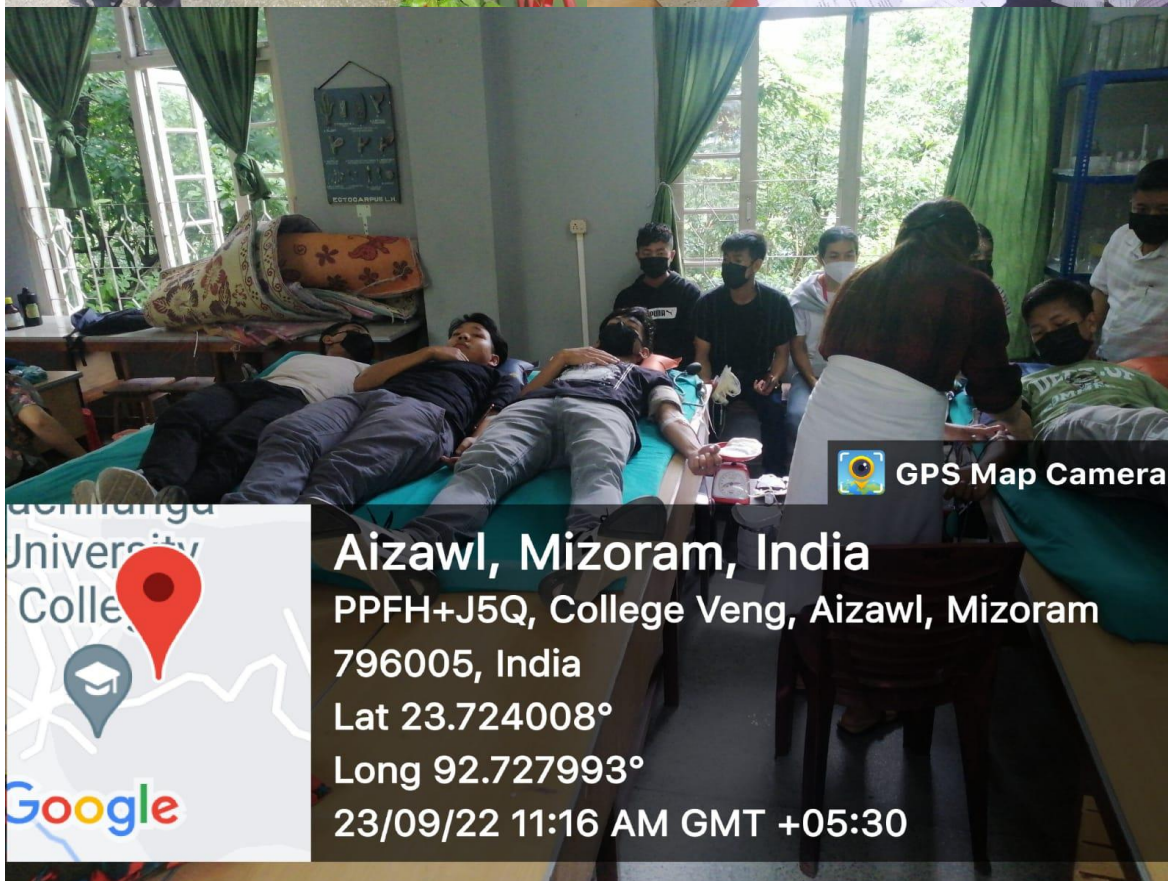 ECTOCARPUS L.H
PUMA
GPS Map Camera
University
Aizawl, Mizoram, India
PPFH+J5Q, College Veng, Aizawl, Mizoram
796005, India
Lat 23.724008°
Long 92.727993°
23/09/22 11:16 AM GMT +05:30
Google